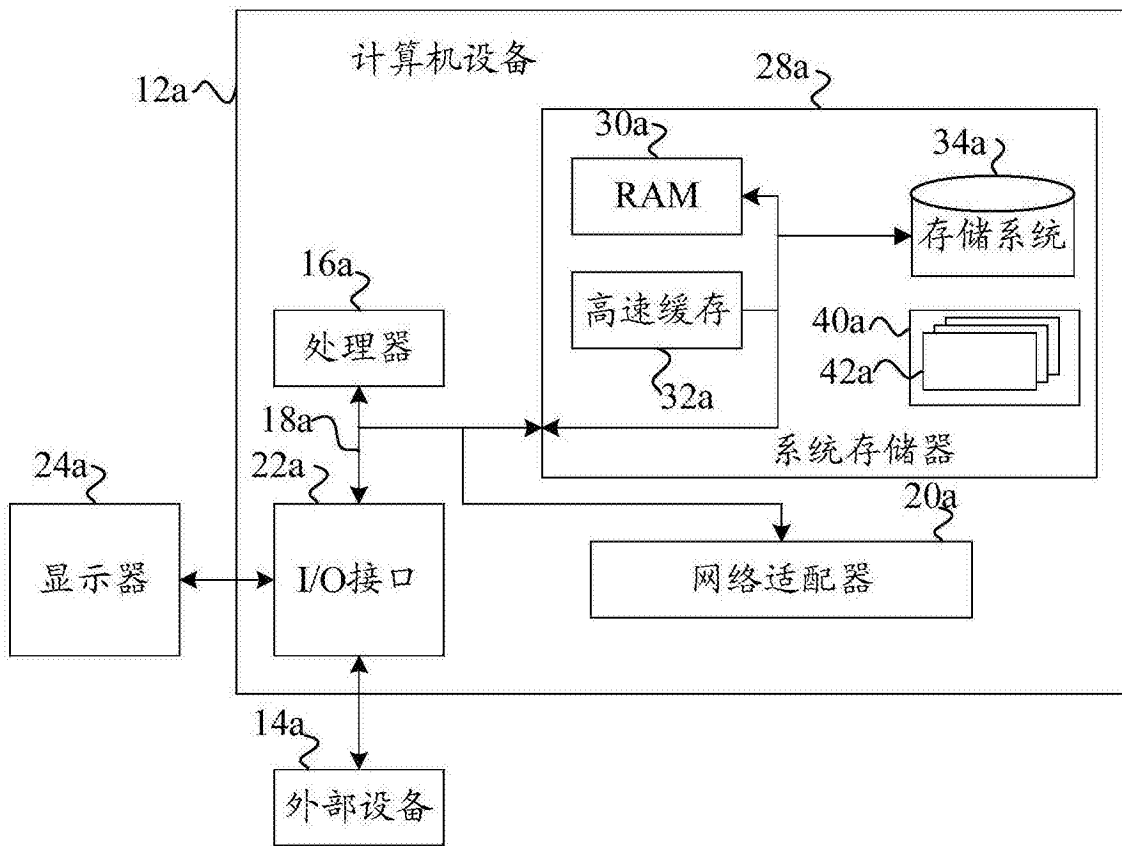 计算机设备
12a
28a
30a
34a
RAM
存储系统
16a
处理器
高速缓存
40a
42a
32a
18a
系统存储器
24a
22a
20a
显示器
I/O接口
网络适配器
14a
外部设备